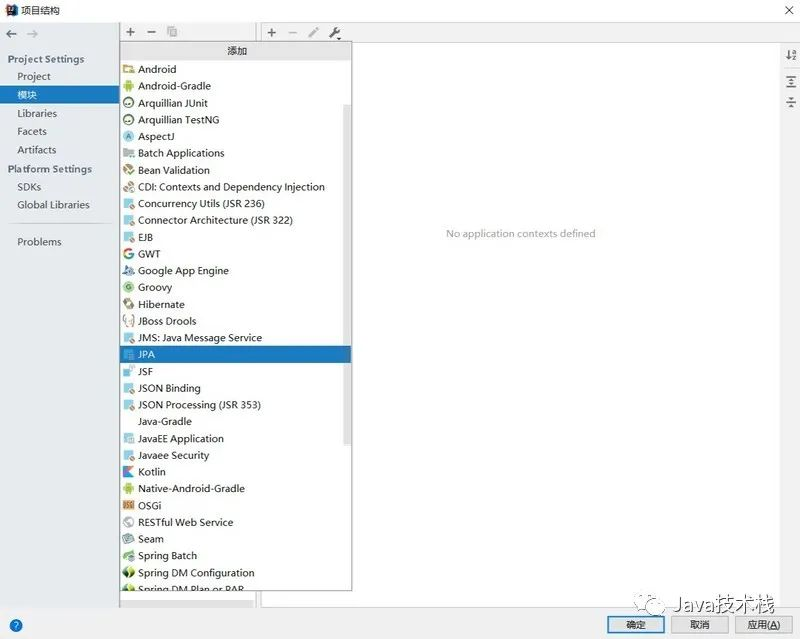 项目结构
Project Settings
Project
模块
Libraries
Facets
Artifacts
Platform Settings
SDKs
Global Libraries
Problems
添加
Android
Android-Gradle
Arquillian JUnit
Arquillian TestNG
AspectJ
Batch Applications
Bean Validation
CDI: Contexts and Dependency Injection
Concurrency Utils (JSR 236)
Connector Architecture (JSR 322)
EJB
GWT
Google App Engine
Groovy
Hibernate
JBoss Drools
JMS: Java Message Service
JPA
JSF
JSON Binding
JSON Processing (JSR 353)
Java-Gradle
JavaEE Application
Javaee Security
Kotlin
Native-Android-Gradle
OSGi
RESTful Web Service
Seam
Spring Batch
Spring DM Configuration
Spring DM Plan or PAR
No application contexts defined
Java技术栈
确定
取消
应用(A)